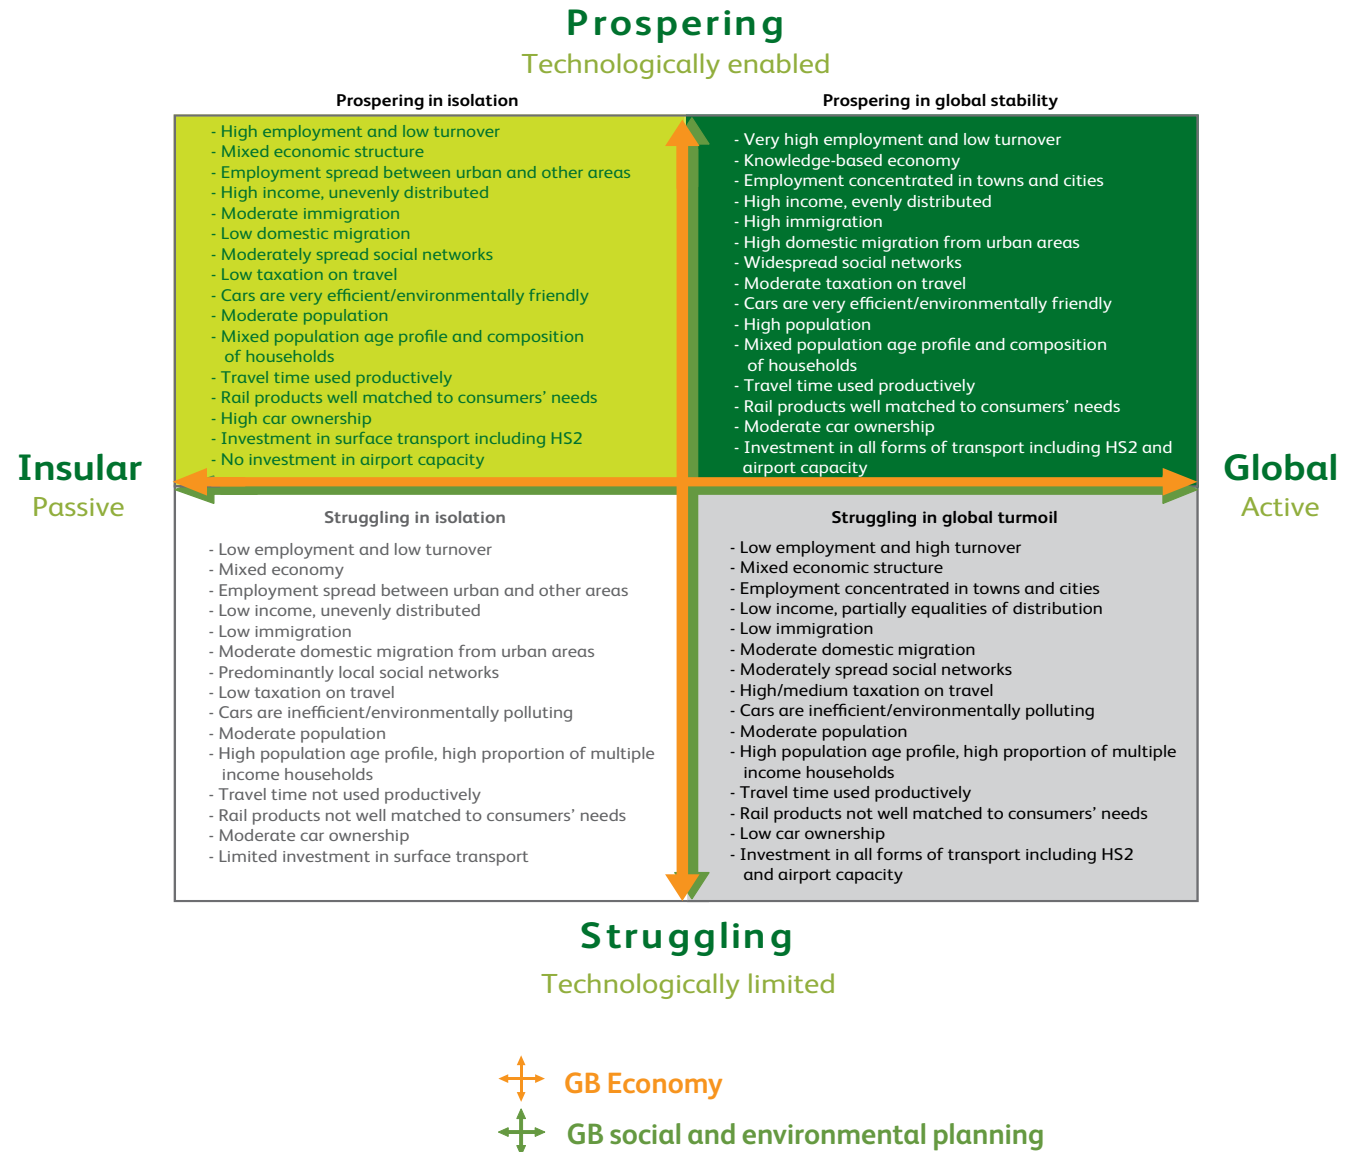 Prospering
Technologically enabled
Prospering in isolation
- High employment and low turnover
- Mixed economic structure
- Employment spread between urban and other areas
- High income, unevenly distributed
- Moderate immigration
- Low domestic migration
- Moderately spread social networks
- Low taxation on travel
- Cars are very efficient/environmentally friendly
- Moderate population
- Mixed population age profile and composition
of households
- Travel time used productively
- Rail products well matched to consumers’ needs
- High car ownership
- Investment in surface transport including HS2
- No investment in airport capacity
Prospering in global stability
- Very high employment and low turnover
- Knowledge-based economy
- Employment concentrated in towns and cities
- High income, evenly distributed
- High immigration
- High domestic migration from urban areas
- Widespread social networks
- Moderate taxation on travel
- Cars are very efficient/environmentally friendly
- High population
- Mixed population age profile and composition
of households
- Travel time used productively
- Rail products well matched to consumers’ needs
- Moderate car ownership
- Investment in all forms of transport including HS2 and
airport capacity
Insular
Passive
Global
Active
Struggling in isolation
- Low employment and low turnover
- Mixed economy
- Employment spread between urban and other areas
- Low income, unevenly distributed
- Low immigration
- Moderate domestic migration from urban areas
- Predominantly local social networks
- Low taxation on travel
- Cars are inefficient/environmentally polluting
- Moderate population
- High population age profile, high proportion of multiple
income households
- Travel time not used productively
- Rail products not well matched to consumers’ needs
- Moderate car ownership
- Limited investment in surface transport
Struggling in global turmoil
- Low employment and high turnover
- Mixed economic structure
- Employment concentrated in towns and cities
- Low income, partially equalities of distribution
- Low immigration
- Moderate domestic migration
- Moderately spread social networks
- High/medium taxation on travel
- Cars are inefficient/environmentally polluting
- Moderate population
- High population age profile, high proportion of multiple
income households
- Travel time used productively
- Rail products not well matched to consumers’ needs
- Low car ownership
- Investment in all forms of transport including HS2
and airport capacity
Struggling
Technologically limited
GB Economy
GB social and environmental planning